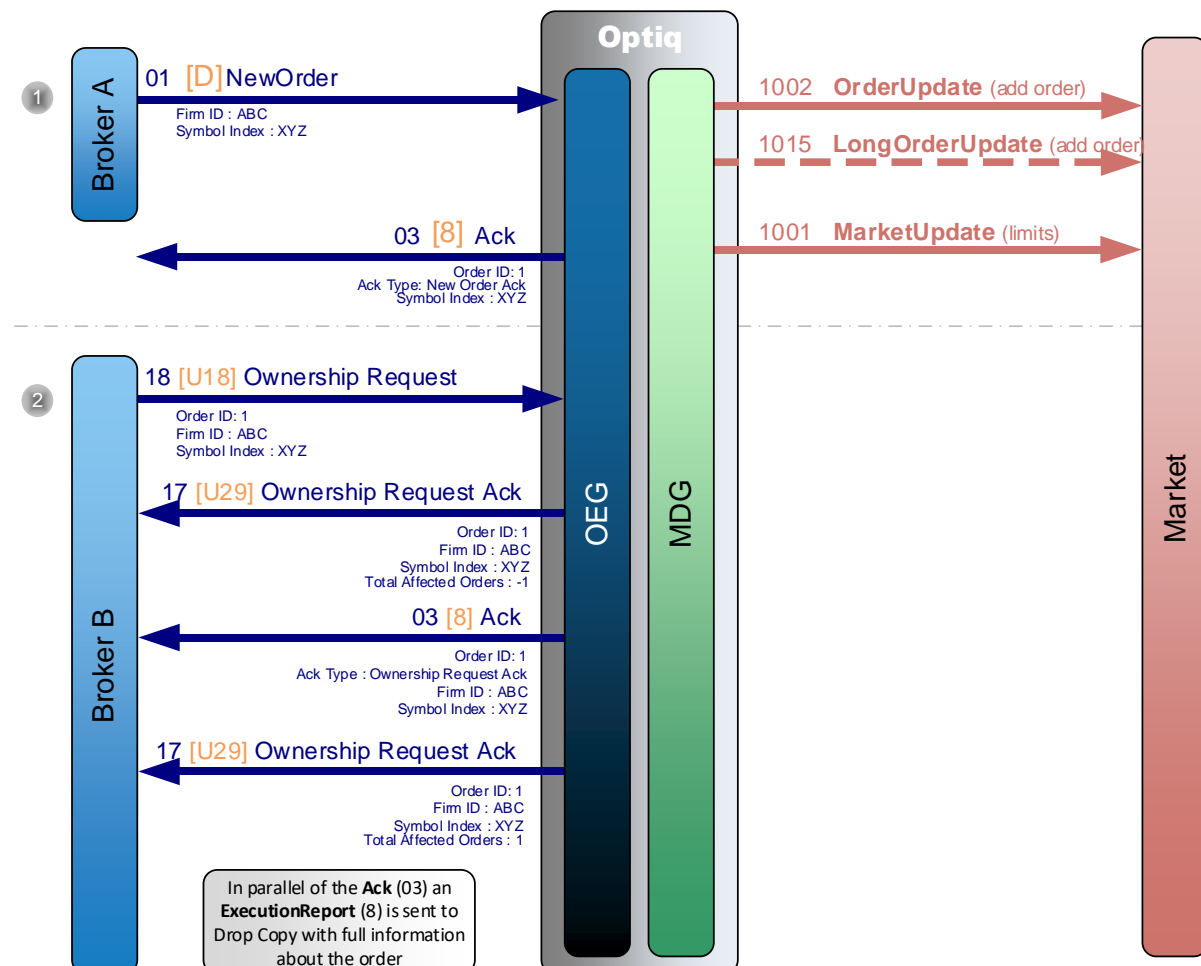 Optiq
1
Broker A
01 [D] NewOrder
Firm ID : ABC
Symbol Index : XYZ
1002 OrderUpdate (add order)
1015 LongOrderUpdate (add order)
03 [8] Ack
Order ID: 1
Ack Type: New Order Ack
Symbol Index : XYZ
1001 MarketUpdate (limits)
2
Broker B
18 [U18] Ownership Request
Order ID: 1
Firm ID : ABC
Symbol Index : XYZ
17 [U29] Ownership Request Ack
Order ID: 1
Firm ID : ABC
Symbol Index : XYZ
Total Affected Orders : -1
03 [8] Ack
Order ID: 1
Ack Type : Ownership Request Ack
Firm ID : ABC
Symbol Index : XYZ
17 [U29] Ownership Request Ack
Order ID: 1
Firm ID : ABC
Symbol Index : XYZ
Total Affected Orders : 1
In parallel of the Ack (03) an
ExecutionReport (8) is sent to
Drop Copy with full information
about the order
OEG
MDG
Market